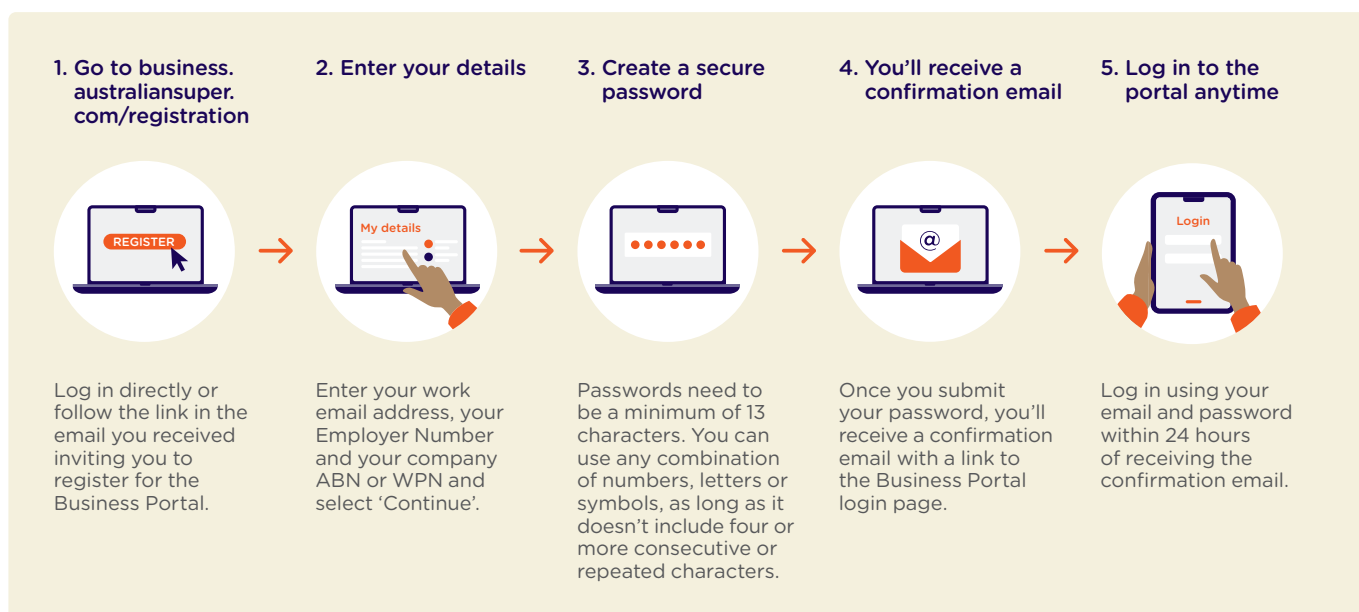 1. Go to business.
australiansuper.
com/registration
REGISTER
Log in directly or
follow the link in the
email you received
inviting you to
register for the
Business Portal.
2. Enter your details
My details
Enter your work
email address, your
Employer Number
and your company
ABN or WPN and
select ‘Continue’.
3. Create a secure
password
Passwords need to
be a minimum of 13
characters. You can
use any combination
of numbers, letters or
symbols, as long as it
doesn’t include four or
more consecutive or
repeated characters.
4. You’ll receive a
confirmation email
@
Once you submit
your password, you’ll
receive a confirmation
email with a link to
the Business Portal
login page.
5. Log in to the
portal anytime
Login
Log in using your
email and password
within 24 hours
of receiving the
confirmation email.